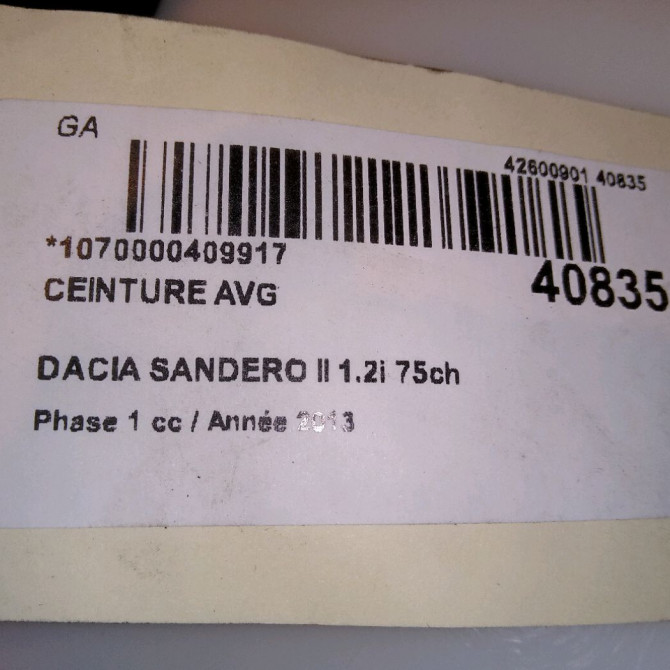 GA
42600901 40835
*1070000409917
40835
CEINTURE AVG
DACIA SANDERO II 1.2i 75ch
Phase 1 cc / Année 2013